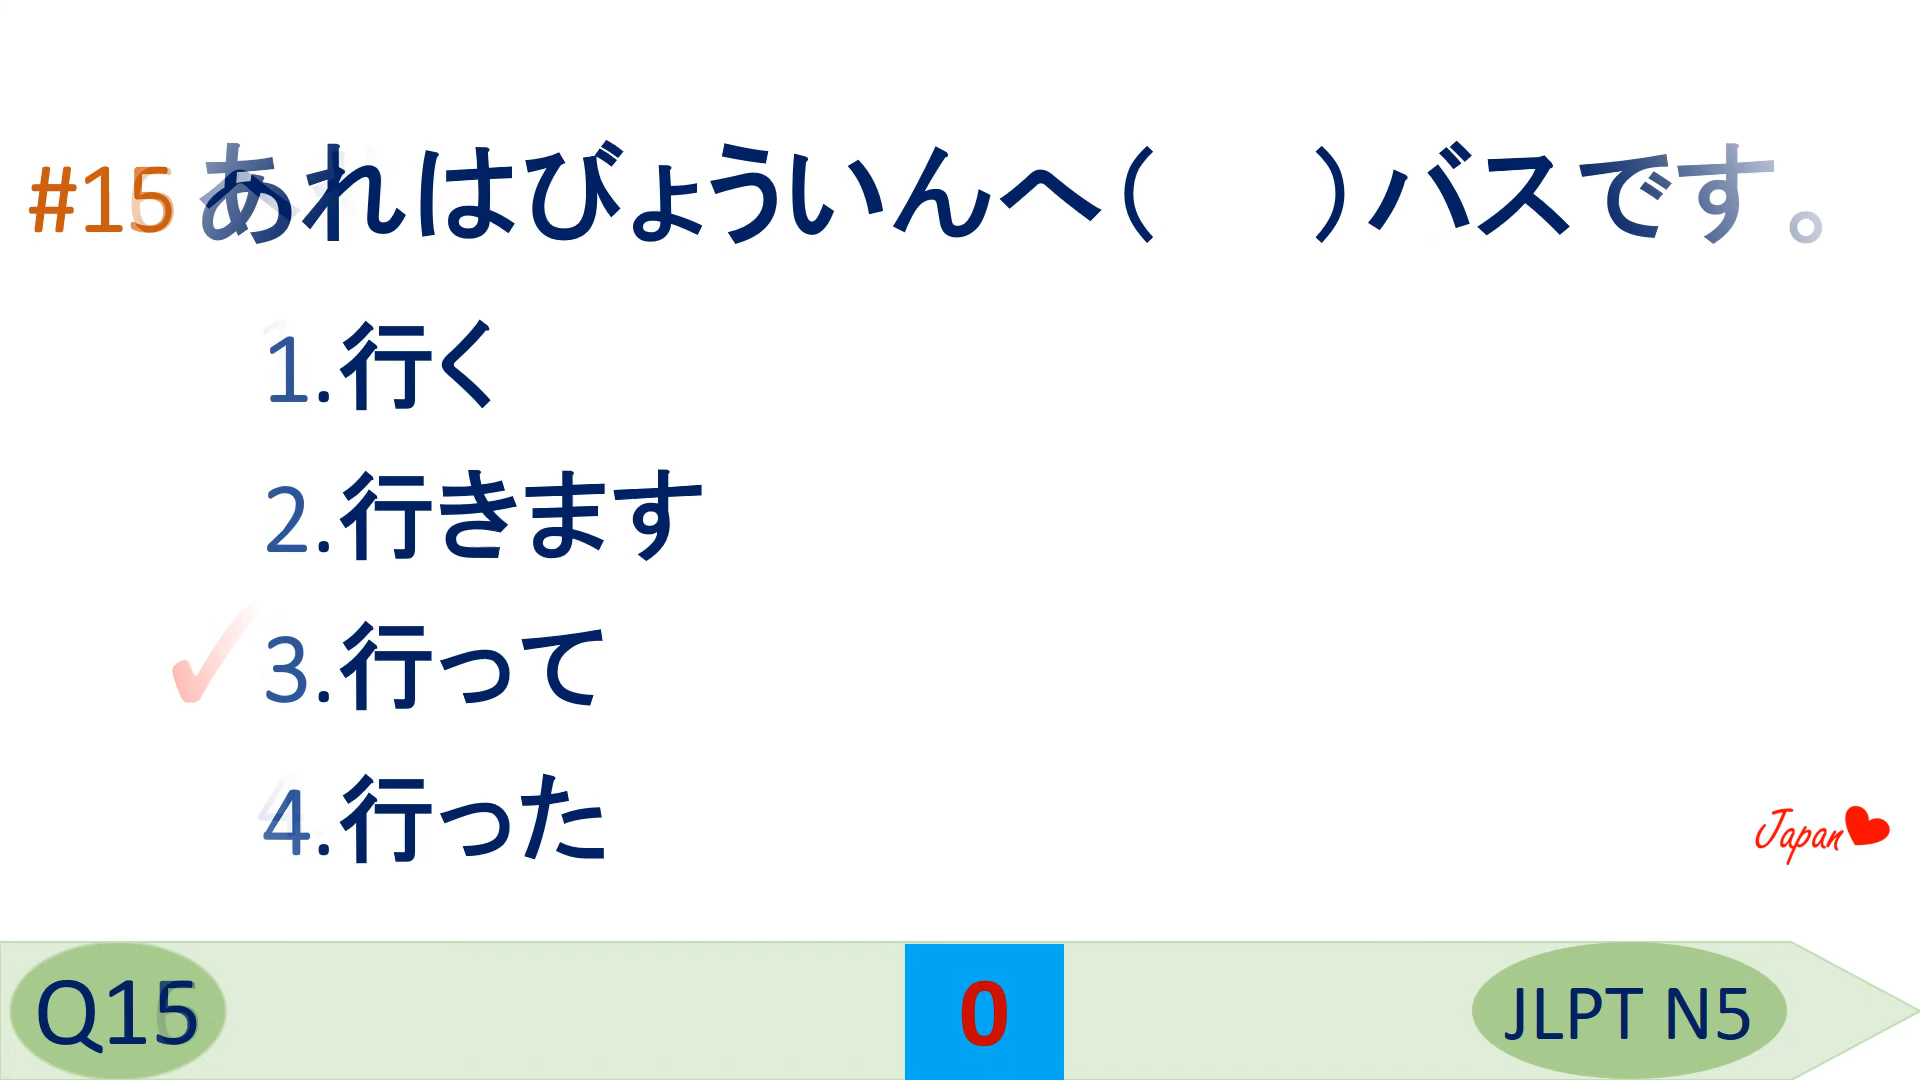 #15 あれはびょういんへ(　　)バスです。
1.行く
2.行きます
✓ 3.行って
4.行った
Japan
Q15
0
JLPT N5